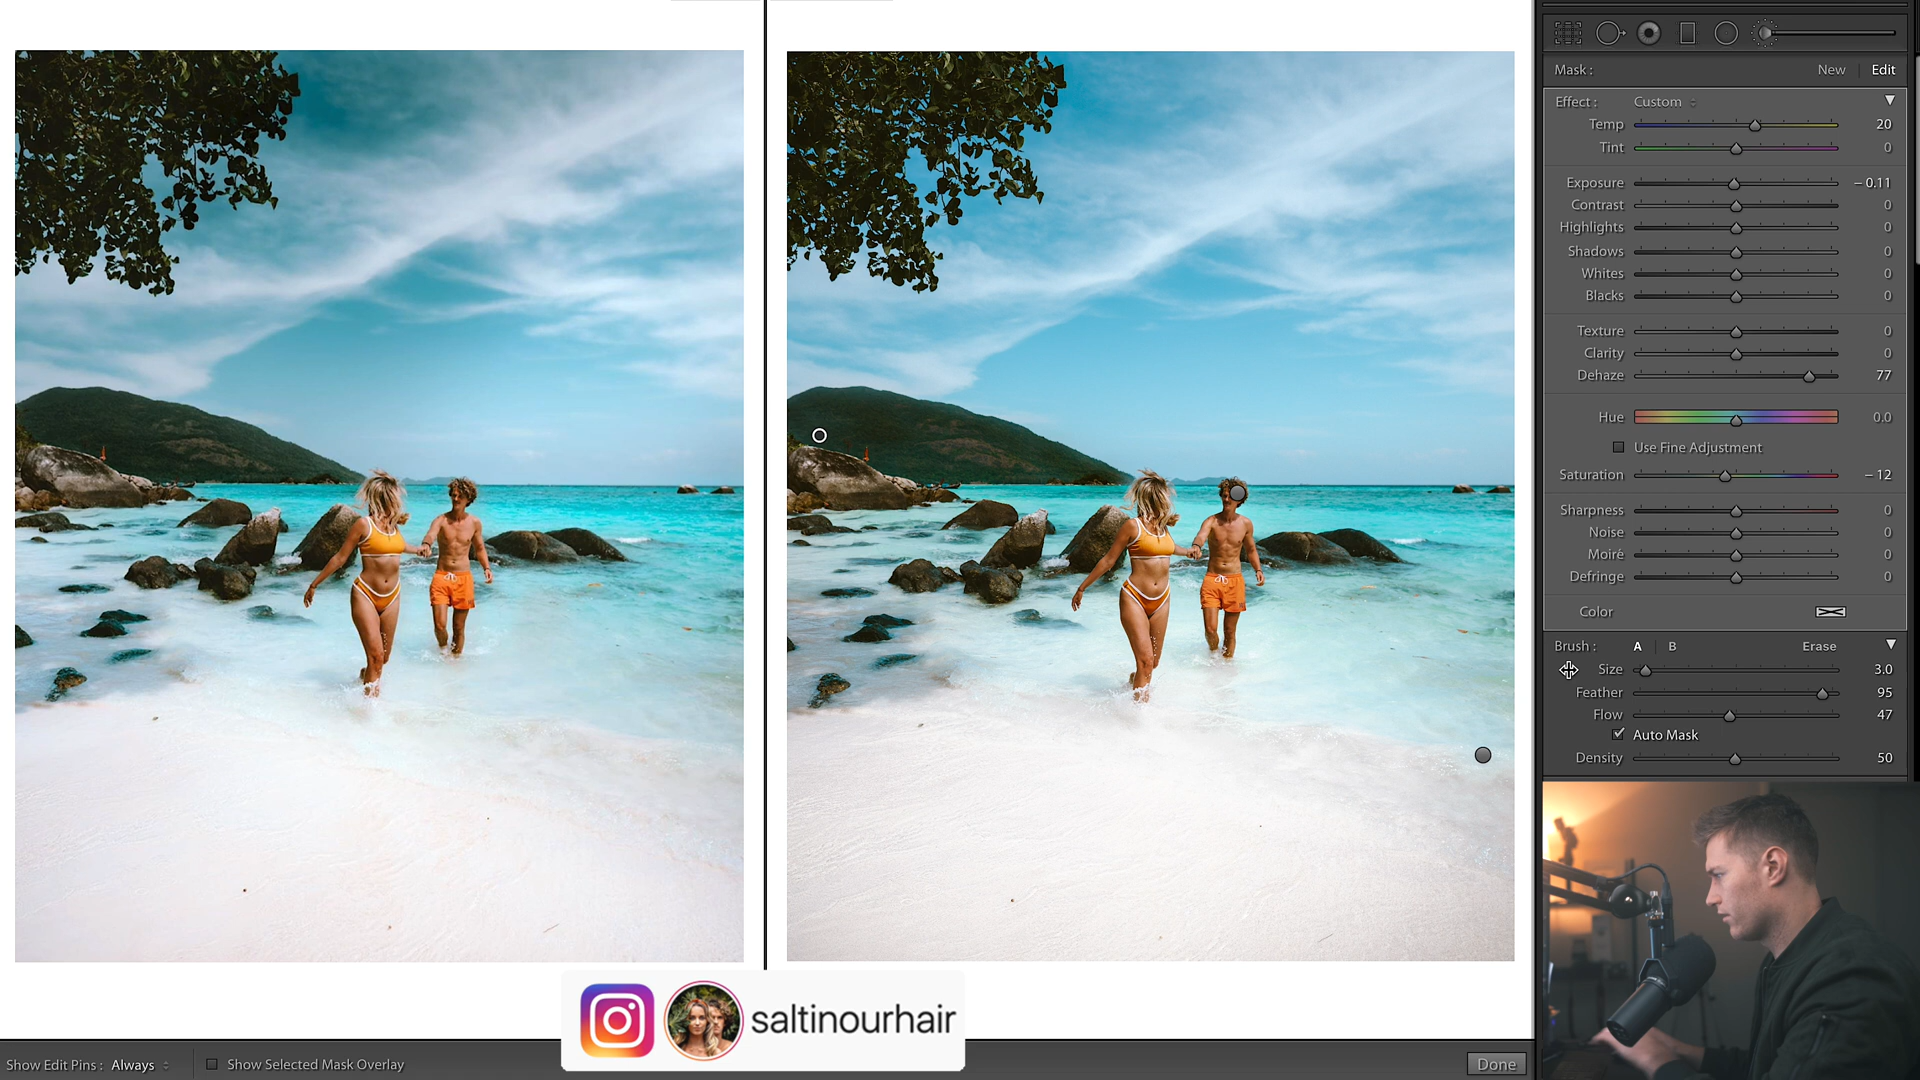 Mask :
New
Edit
Effect :
Custom
Temp
20
Tint
0
Exposure
– 0.11
Contrast
0
Highlights
0
Shadows
0
Whites
0
Blacks
0
Texture
0
Clarity
0
Dehaze
77
Hue
0.0
Use Fine Adjustment
Saturation
– 12
Sharpness
0
Noise
0
Moiré
0
Defringe
0
Color
Brush :
A
B
Erase
Size
3.0
Feather
95
Flow
47
Auto Mask
Density
50
saltinourhair
Show Edit Pins :
Always
Show Selected Mask Overlay
Done